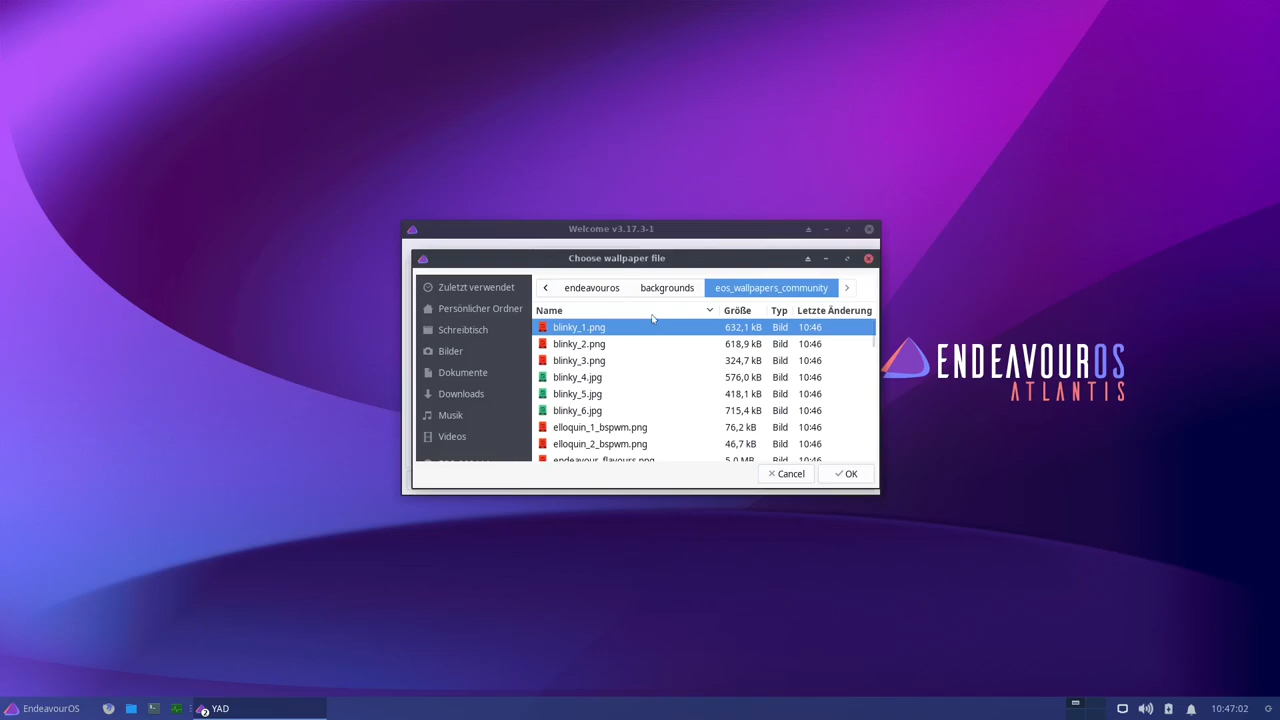 Welcome v3.17.3-1
Choose wallpaper file
Zuletzt verwendet
Persönlicher Ordner
Schreibtisch
Bilder
Dokumente
Downloads
Musik
Videos
endeavouros backgrounds eos_wallpapers_community
Name Größe Typ Letzte Änderung
blinky_1.png 632,1 kB Bild 10:46
blinky_2.png 618,9 kB Bild 10:46
blinky_3.png 324,7 kB Bild 10:46
blinky_4.jpg 576,0 kB Bild 10:46
blinky_5.jpg 418,1 kB Bild 10:46
blinky_6.jpg 715,4 kB Bild 10:46
elloquin_1_bspwm.png 76,2 kB Bild 10:46
elloquin_2_bspwm.png 46,7 kB Bild 10:46
endeavour_flavours.png 5,0 MB Bild 10:46
Cancel OK
ENDEAVOUROS
ATLANTIS
EndeavourOS 2 YAD 10:47:02